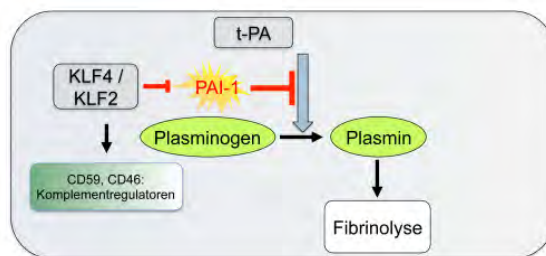 t-PA
KLF4 /
KLF2
PAI-1
Plasminogen
Plasmin
CD59, CD46:
Komplementregulatoren
Fibrinolyse